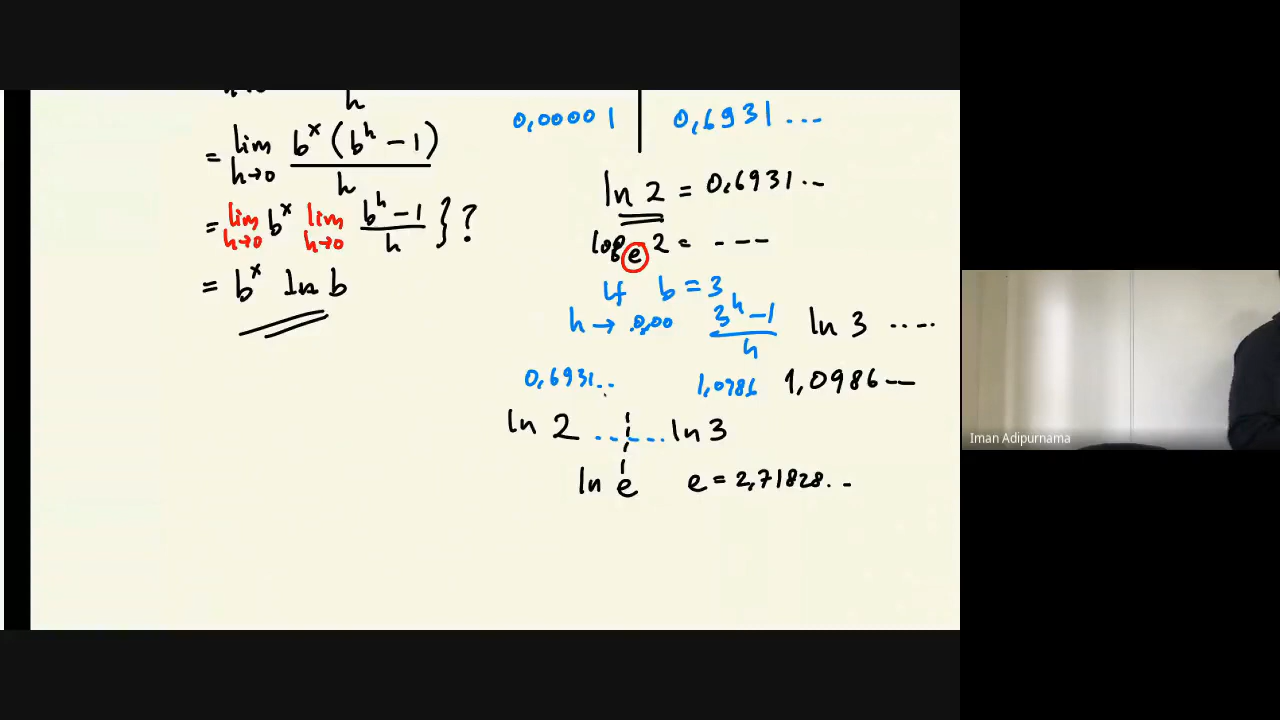 h→0 h
= lim h→0 b^x (b^h − 1) / h
= lim h→0 b^x lim h→0 (b^h − 1) / h } ?
= b^x ln b
0,00001 | 0,6931...
ln 2 = 0,6931...
log e 2 = ---
If b = 3
h → 0,00 (3^h − 1) / h ln 3 ....
0,6931.. 1,0986 1,0986--
ln 2 ...... ln 3
ln e e = 2,71828..-
Iman Adipurnama